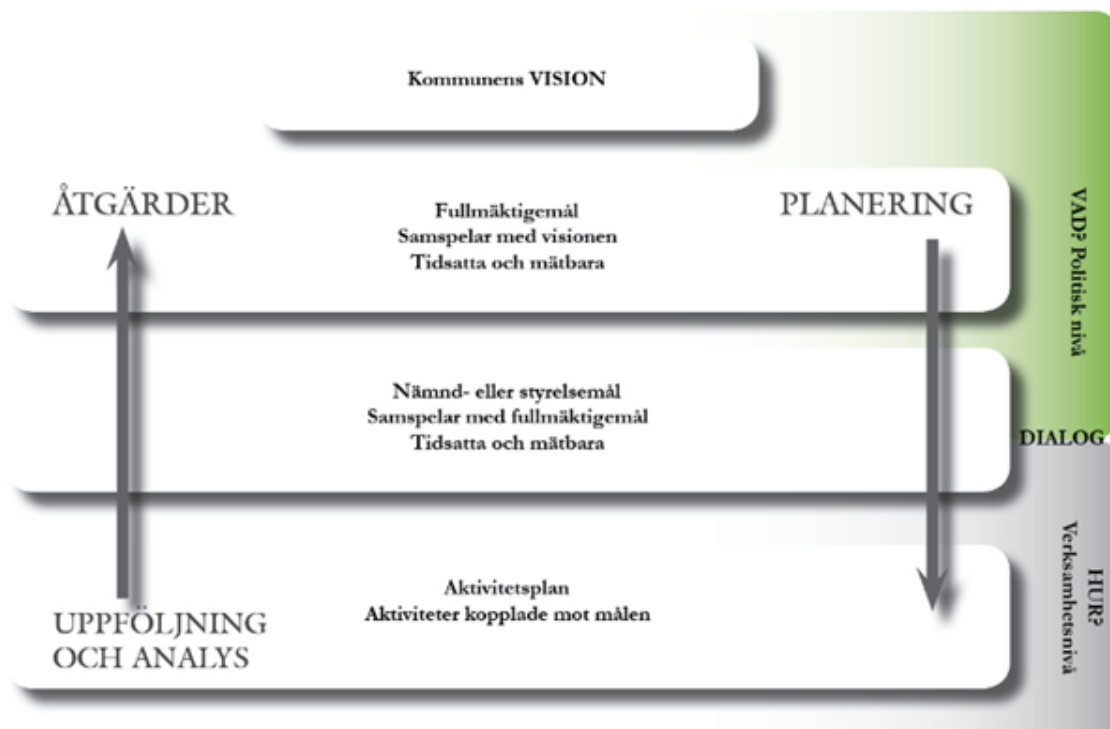 Kommunens VISION
ÅTGÄRDER
PLANERING
Fullmäktigemål
Samspelar med visionen
Tidsatta och mätbara
VAD? Politisk nivå
Nämnd- eller styrelsemål
Samspelar med fullmäktigemål
Tidsatta och mätbara
DIALOG
Aktivitetsplan
Aktiviteter kopplade mot målen
UPPFÖLJNING
OCH ANALYS
HUR?
Verksamhetsnivå